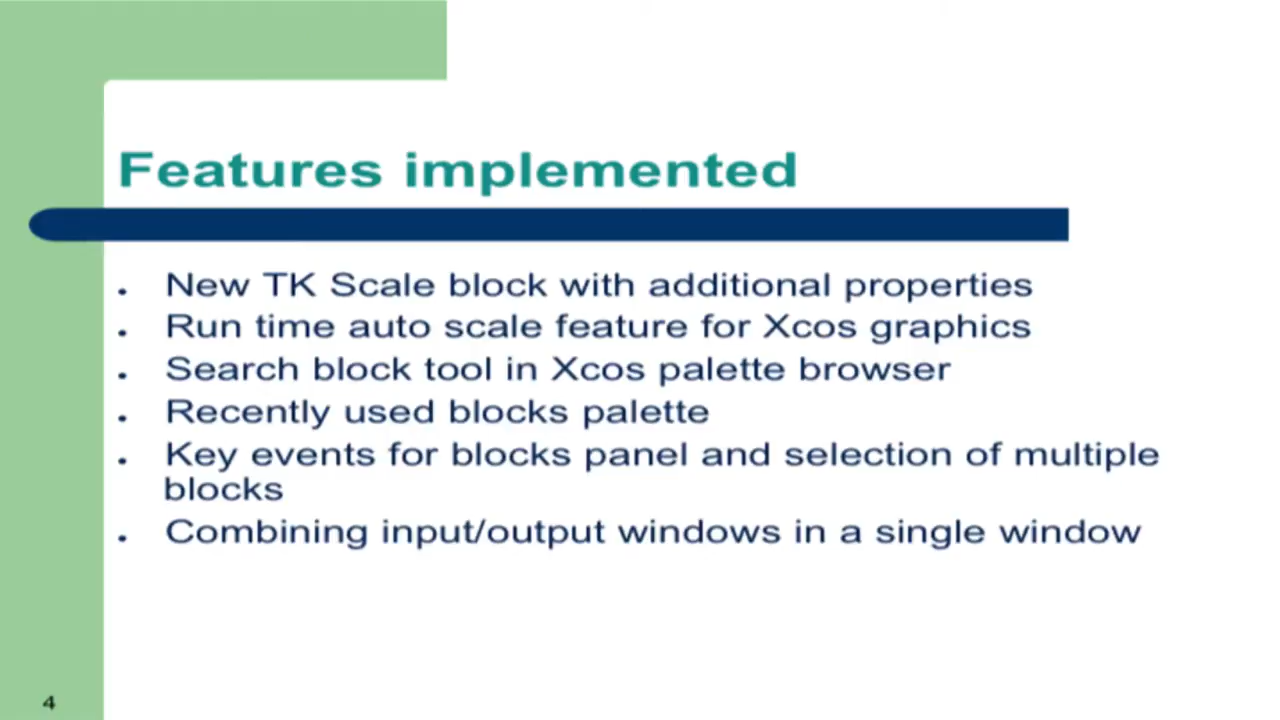 Features implemented
. New TK Scale block with additional properties
. Run time auto scale feature for Xcos graphics
. Search block tool in Xcos palette browser
. Recently used blocks palette
. Key events for blocks panel and selection of multiple
blocks
. Combining input/output windows in a single window
4